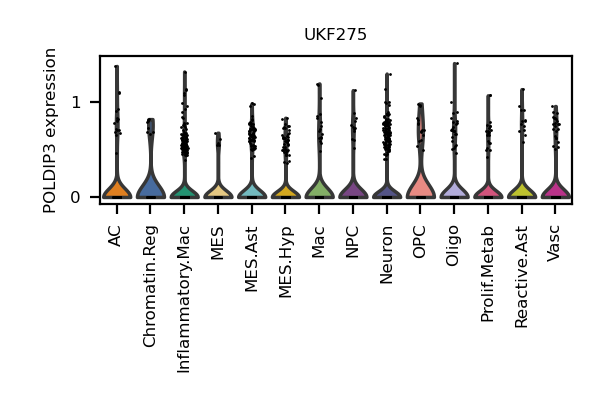 UKF275
POLDIP3 expression
1
0
AC
Chromatin.Reg
Inflammatory.Mac
MES
MES.Ast
MES.Hyp
Mac
NPC
Neuron
OPC
Oligo
Prolif.Metab
Reactive.Ast
Vasc